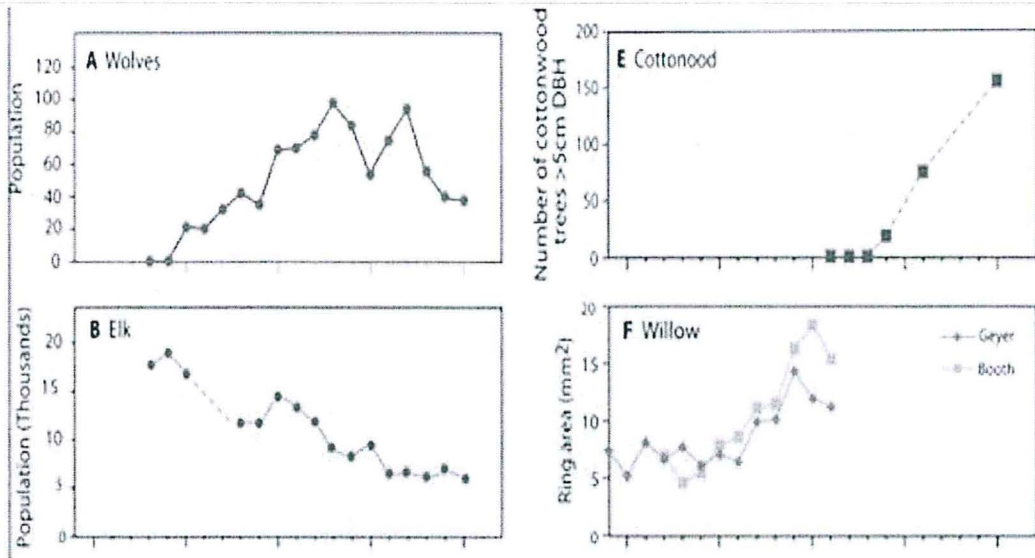 A Wolves
Population
120
100
80
60
40
20
0
B Elk
Population (Thousands)
20
15
10
5
0
E Cottonood
Number of cottonwood
trees >5cm DBH
200
150
100
50
0
F Willow
Ring area (mm²)
20
15
10
5
0
Geyer
Booth